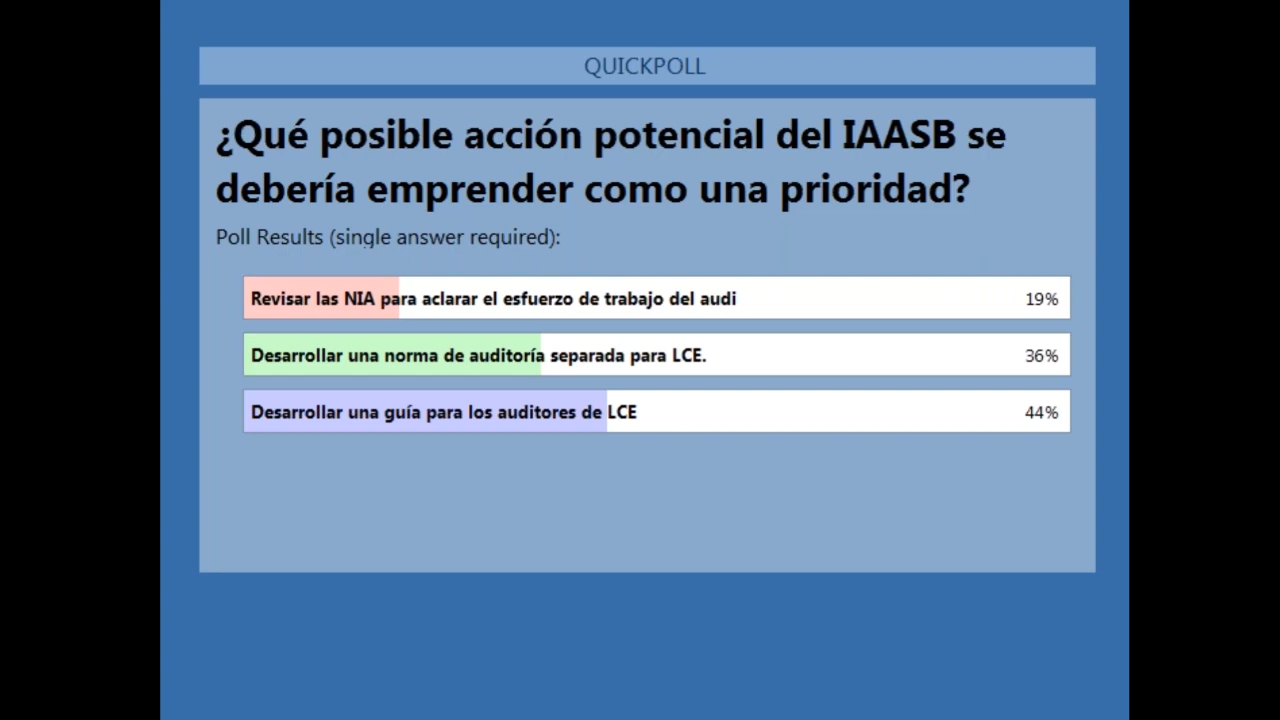 QUICKPOLL
¿Qué posible acción potencial del IAASB se
debería emprender como una prioridad?
Poll Results (single answer required):
Revisar las NIA para aclarar el esfuerzo de trabajo del audi 19%
Desarrollar una norma de auditoría separada para LCE. 36%
Desarrollar una guía para los auditores de LCE 44%